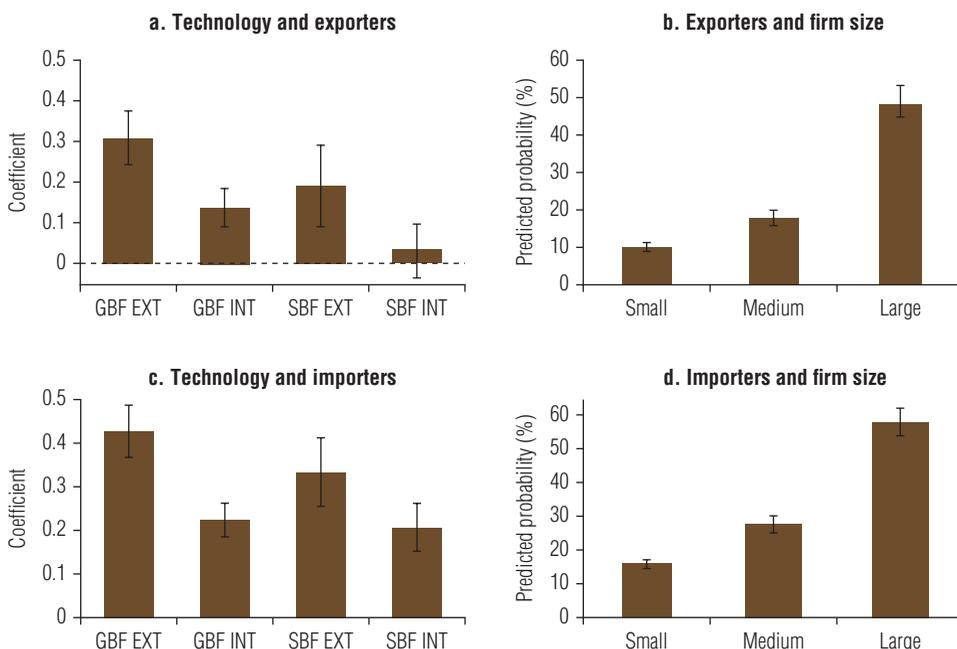 a. Technology and exporters
0.5
0.4
0.3
0.2
0.1
0
Coefficient
GBF EXT GBF INT SBF EXT SBF INT
b. Exporters and firm size
60
50
40
30
20
10
0
Predicted probability (%)
Small Medium Large
c. Technology and importers
0.5
0.4
0.3
0.2
0.1
0
Coefficient
GBF EXT GBF INT SBF EXT SBF INT
d. Importers and firm size
60
50
40
30
20
10
0
Predicted probability (%)
Small Medium Large